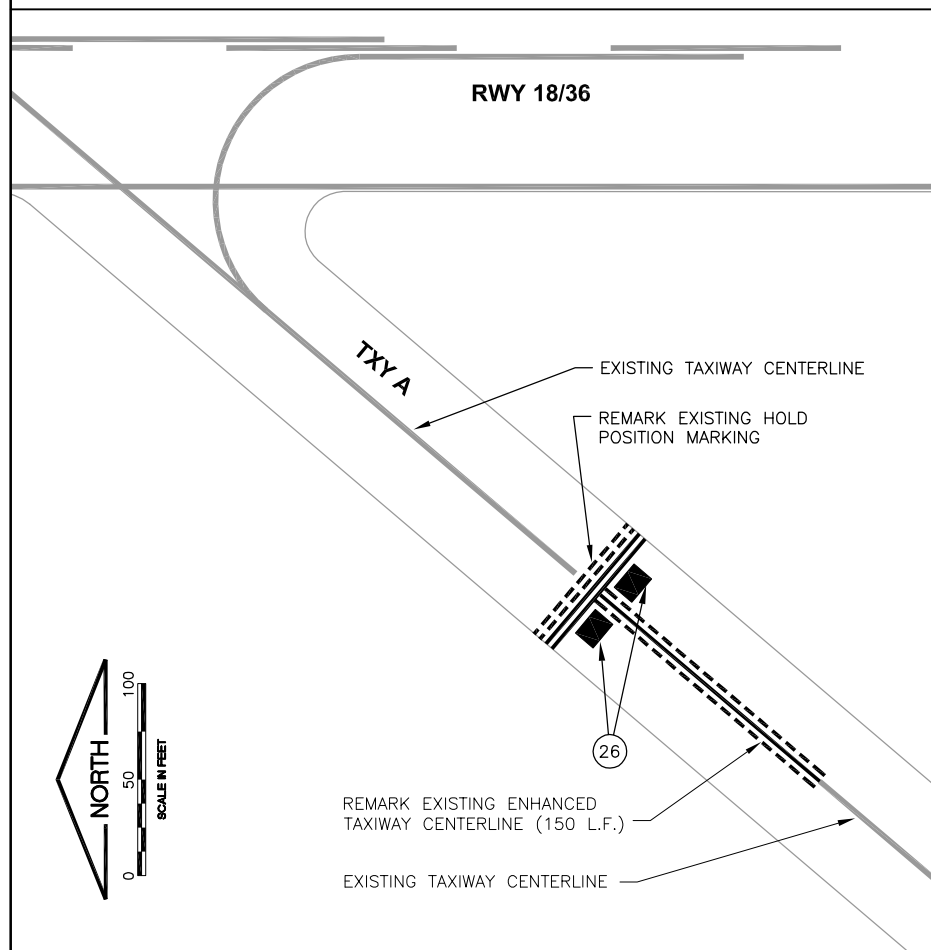 RWY 18/36
TXY A
EXISTING TAXIWAY CENTERLINE
REMARK EXISTING HOLD
POSITION MARKING
26
NORTH
0 50 100
SCALE IN FEET
REMARK EXISTING ENHANCED
TAXIWAY CENTERLINE (150 L.F.)
EXISTING TAXIWAY CENTERLINE